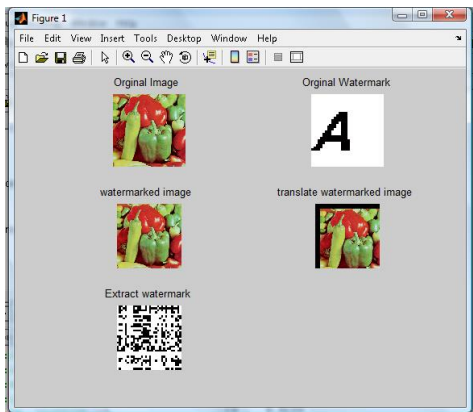 Figure 1
File Edit View Insert Tools Desktop Window Help
Orginal Image
Orginal Watermark
A
watermarked image
translate watermarked image
Extract watermark